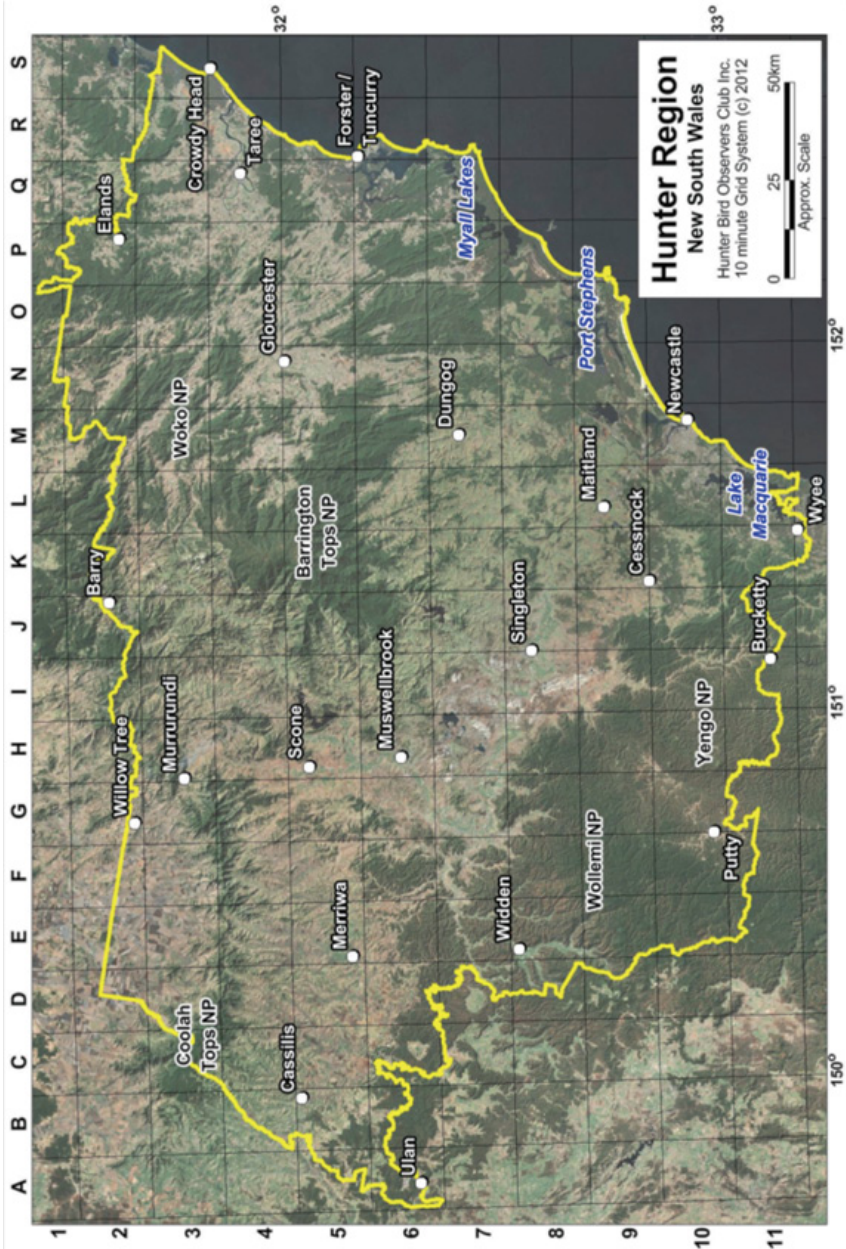 A B C D E F G H I J K L M N O P Q R S
1
2
3
4
5
6
7
8
9
10
11
Willow Tree
Barry
Elands
Murrurundi
Woko NP
Crowdy Head
Taree
Coolah
Tops NP
Cassilis
Scone
Gloucester
Barrington
Tops NP
Forster /
Tuncurry
Merriwa
Muswellbrook
Ulan
Dungog
Myall Lakes
Widden
Singleton
Port Stephens
Wollemi NP
Maitland
Cessnock
Newcastle
Yengo NP
Putty
Bucketty
Lake
Macquarie
Wyee
32°
33°
150°
151°
152°
Hunter Region
New South Wales
Hunter Bird Observers Club Inc.
10 minute Grid System (c) 2012
0 25 50km
Approx. Scale